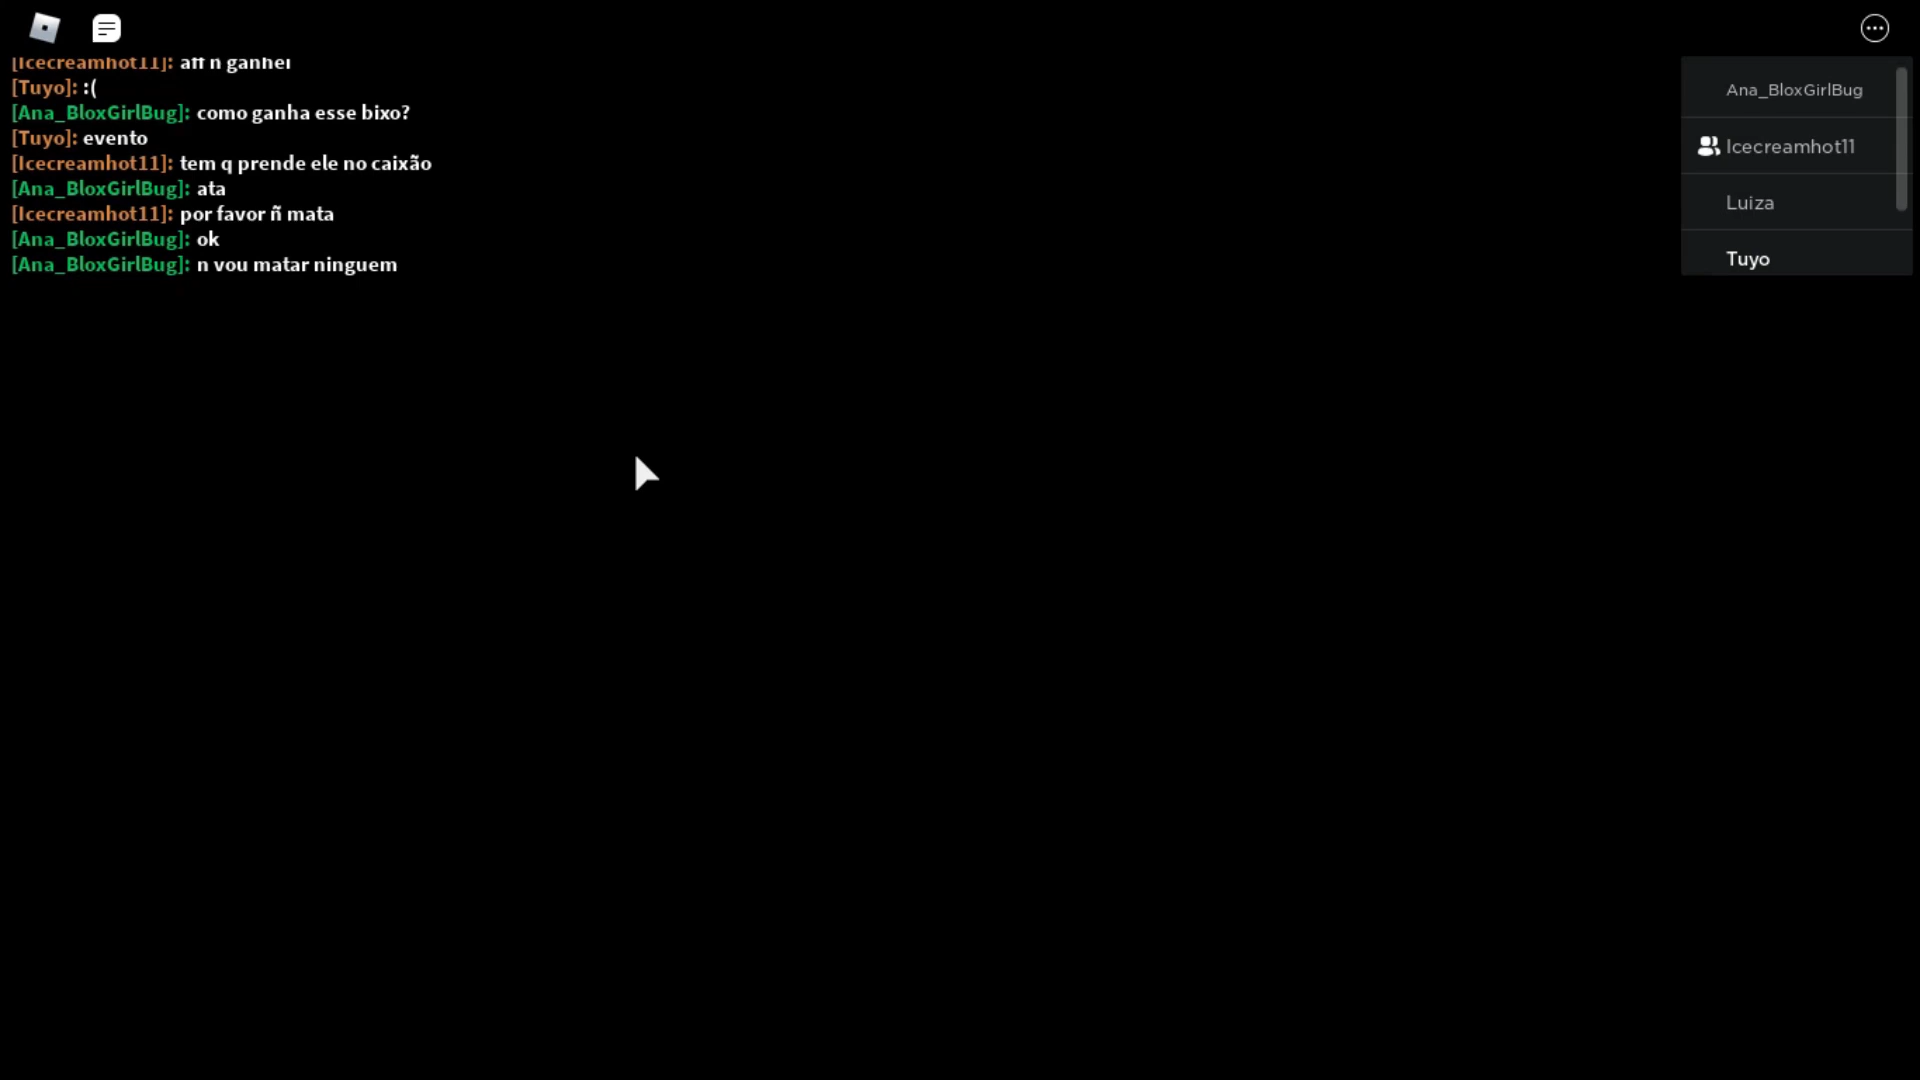 [Icecreamhot11]: aff n ganhei
[Tuyo]: :(
[Ana_BloxGirlBug]: como ganha esse bixo?
[Tuyo]: evento
[Icecreamhot11]: tem q prende ele no caixão
[Ana_BloxGirlBug]: ata
[Icecreamhot11]: por favor ñ mata
[Ana_BloxGirlBug]: ok
[Ana_BloxGirlBug]: n vou matar ninguem
Ana_BloxGirlBug
Icecreamhot11
Luiza
Tuyo